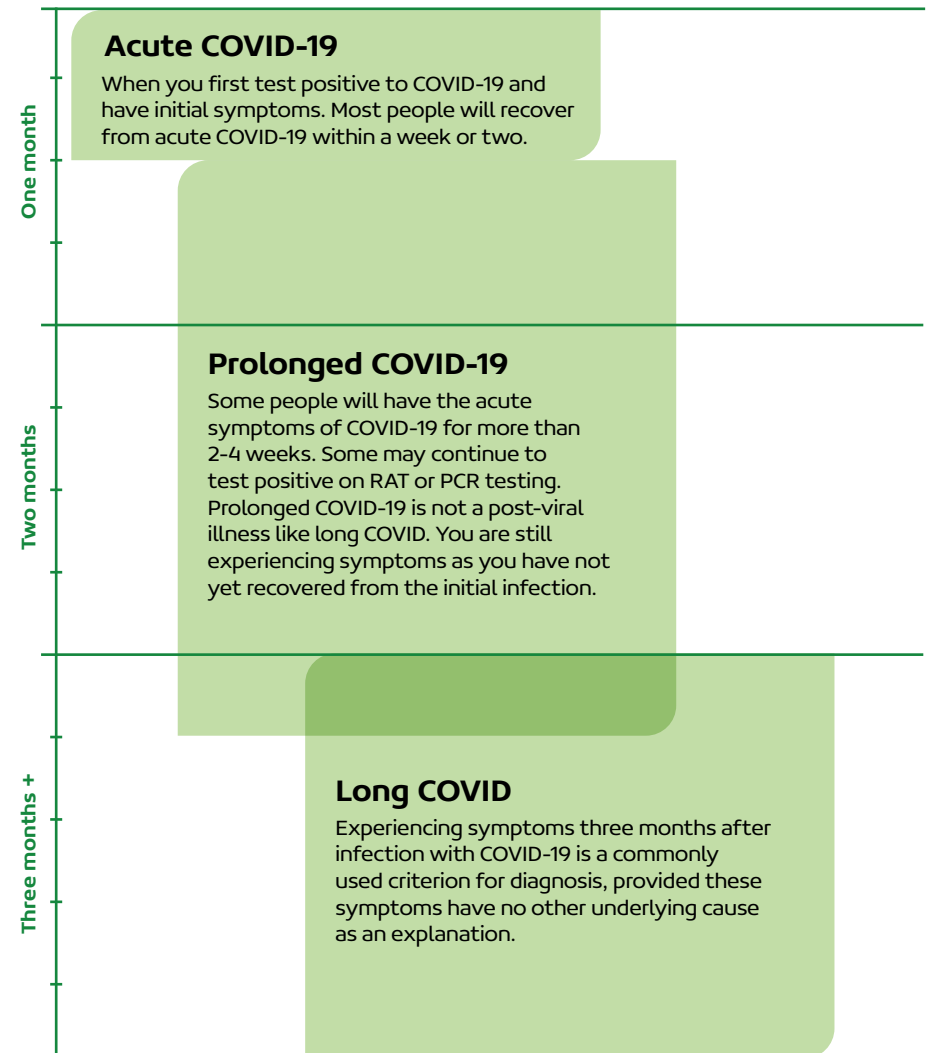 Acute COVID-19
When you first test positive to COVID-19 and
have initial symptoms. Most people will recover
from acute COVID-19 within a week or two.
One month
Prolonged COVID-19
Some people will have the acute
symptoms of COVID-19 for more than
2-4 weeks. Some may continue to
test positive on RAT or PCR testing.
Prolonged COVID-19 is not a post-viral
illness like long COVID. You are still
experiencing symptoms as you have not
yet recovered from the initial infection.
Two months
Long COVID
Experiencing symptoms three months after
infection with COVID-19 is a commonly
used criterion for diagnosis, provided these
symptoms have no other underlying cause
as an explanation.
Three months +